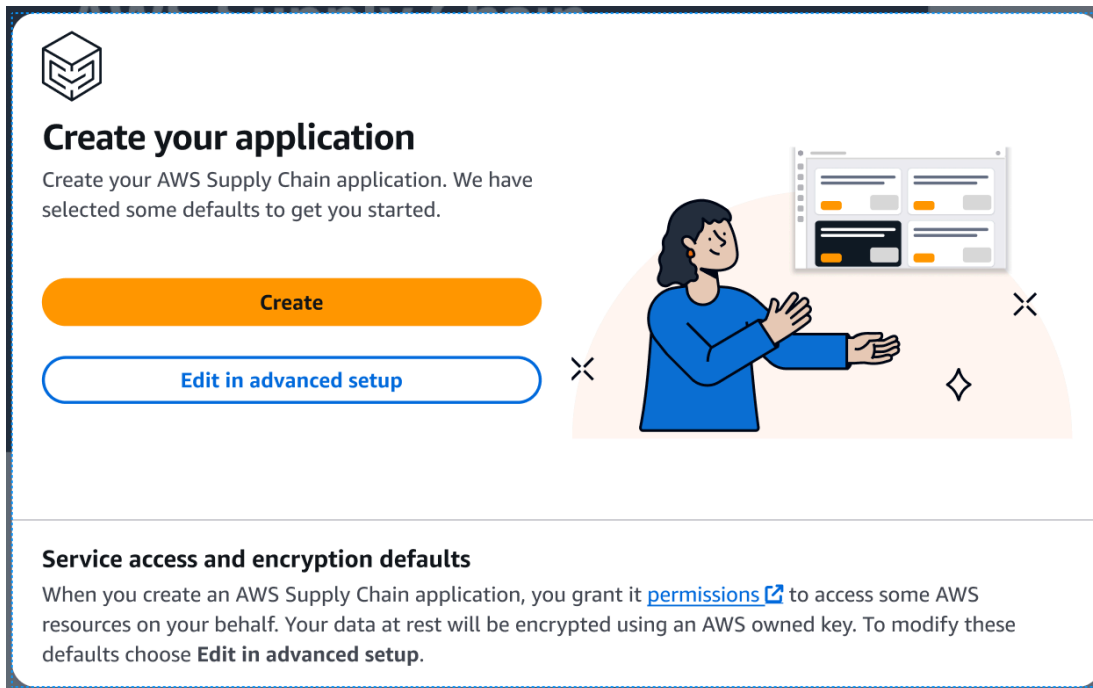 AWS Supply Chain
Create your application
Create your AWS Supply Chain application. We have
selected some defaults to get you started.
Create
Edit in advanced setup
Service access and encryption defaults
When you create an AWS Supply Chain application, you grant it permissions to access some AWS
resources on your behalf. Your data at rest will be encrypted using an AWS owned key. To modify these
defaults choose Edit in advanced setup.